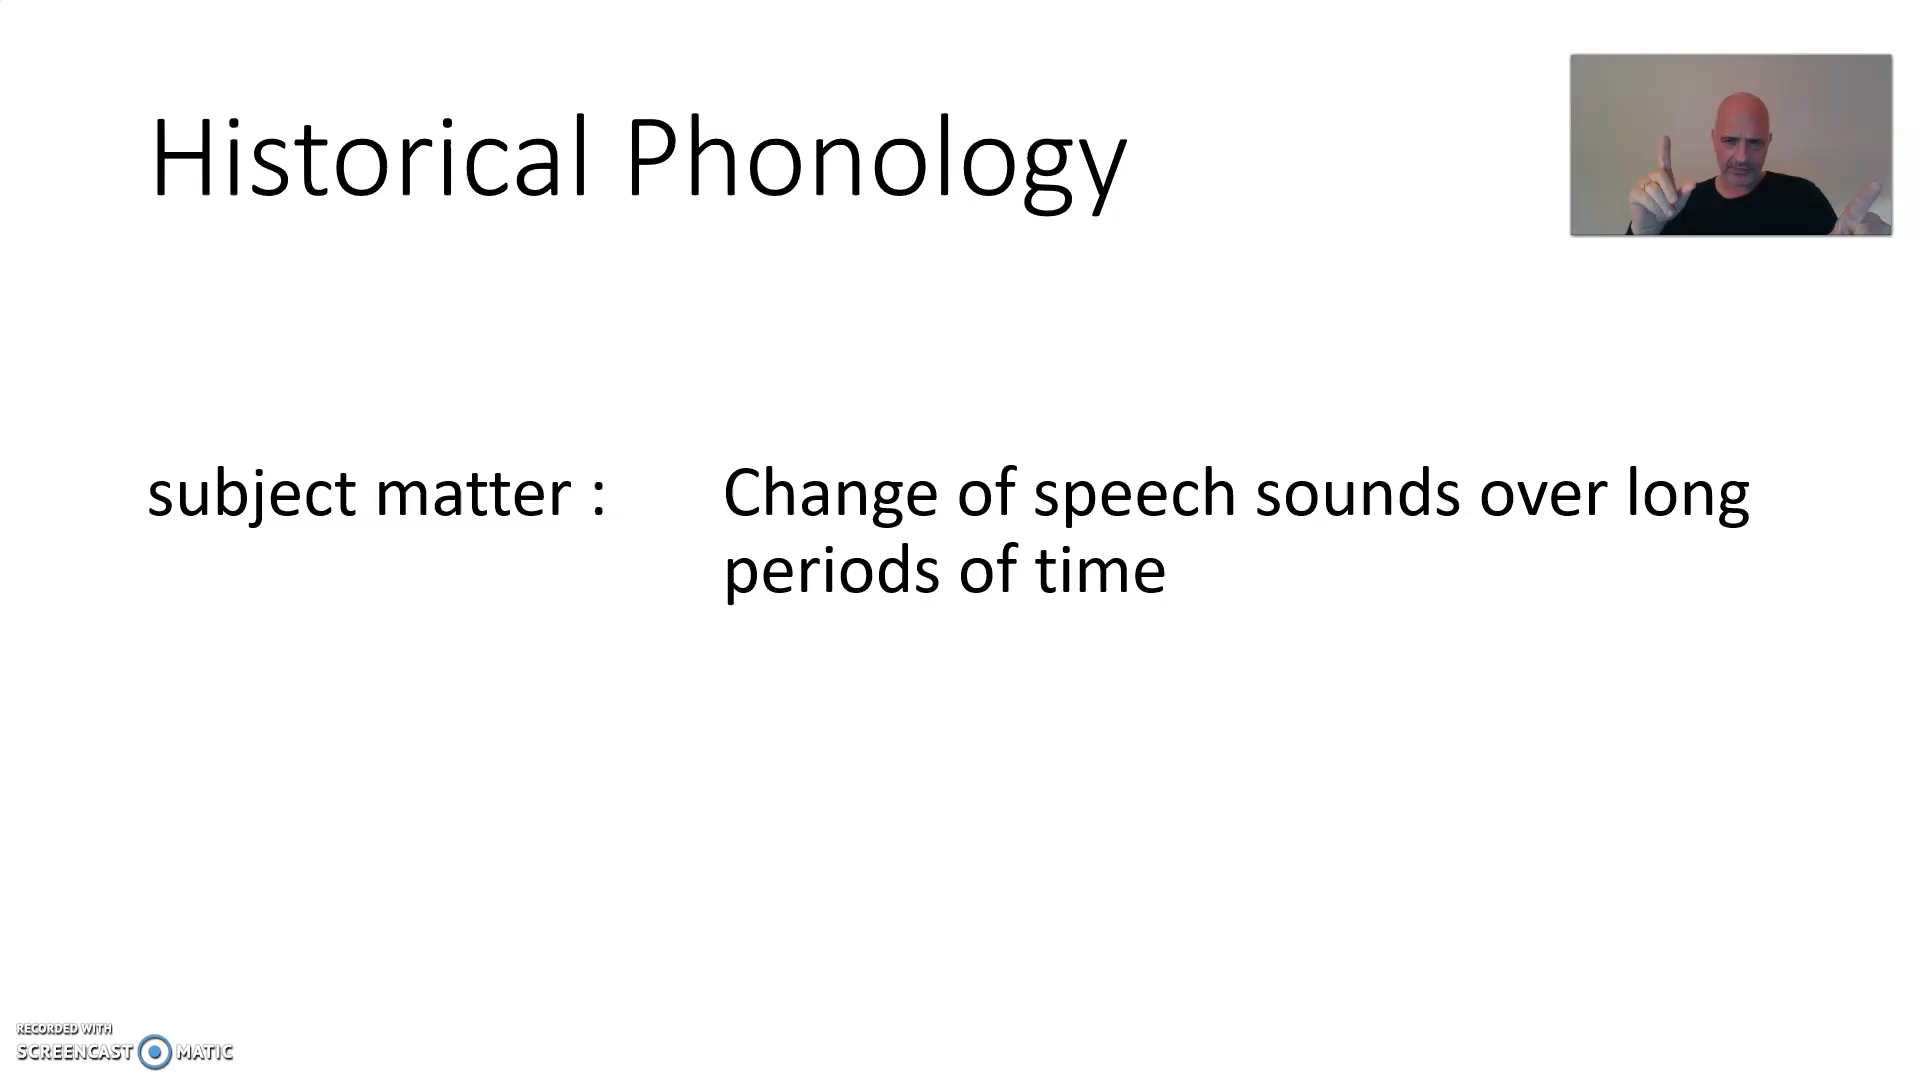 Historical Phonology
subject matter : Change of speech sounds over long
periods of time
RECORDED WITH
SCREENCAST MATIC